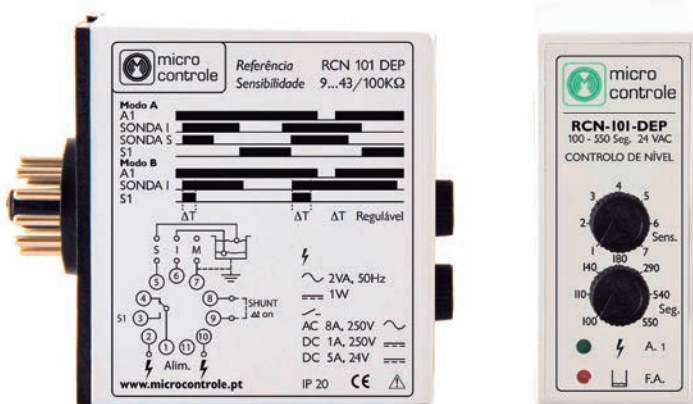 micro
controle
Referência RCN 101 DEP
Sensibilidade 9...43/100KΩ
Modo A
A1
SONDA I
SONDA S
S1
Modo B
A1
SONDA I
S1
ΔT ΔT ΔT Regulável
S I M
5 6 7
4 8 SHUNT
S1 3 9 Δt on
2 1 11 10
Alim.
2VA, 50Hz
1W
AC 8A, 250V
DC 1A, 250V
DC 5A, 24V
www.microcontrole.pt
IP 20 CE
micro
controle
RCN-101-DEP
100 - 550 Seg. 24 VAC
CONTROLO DE NÍVEL
1 2 3 4 5 6 7
Sens.
100 110 140 180 290 540 550
Seg.
A. 1
F.A.